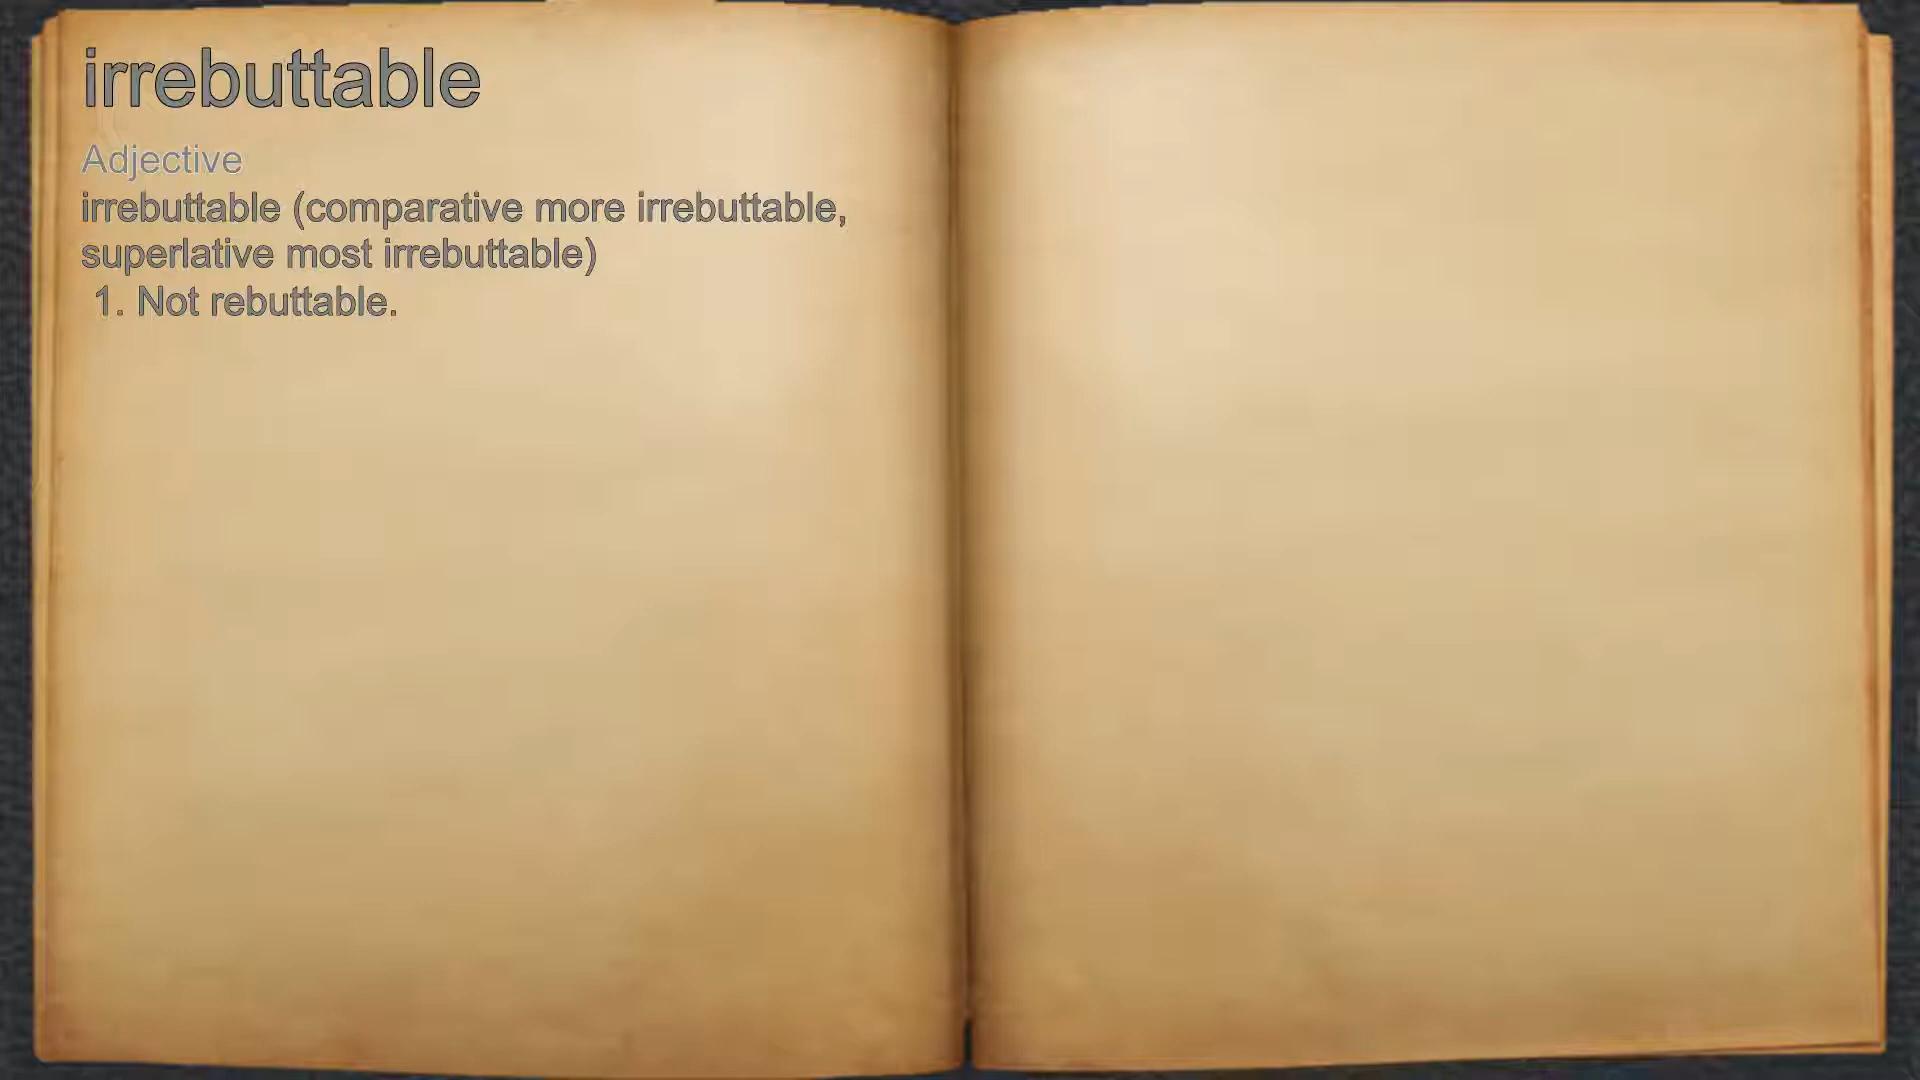 irrebuttable
Adjective
irrebuttable (comparative more irrebuttable,
superlative most irrebuttable)
1. Not rebuttable.